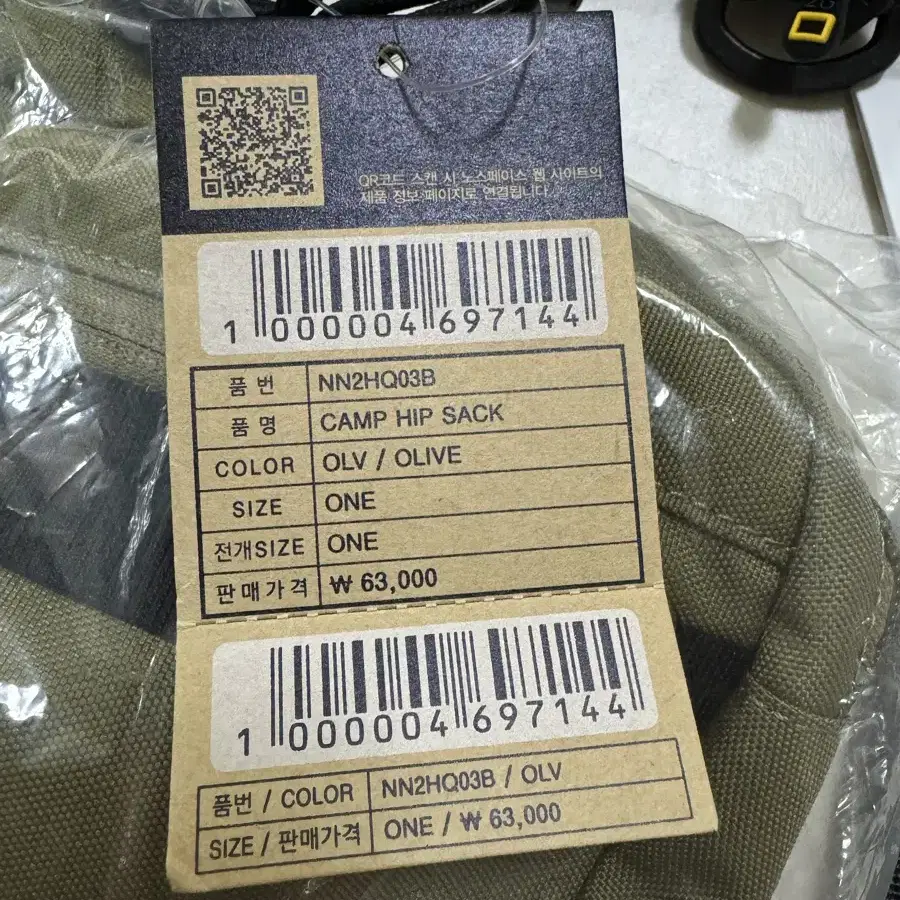 QR코드 스캔 시 노스페이스 웹 사이트의
제품 정보 페이지로 연결됩니다.
1 000004 697144
품번 NN2HQ03B
품명 CAMP HIP SACK
COLOR OLV / OLIVE
SIZE ONE
전개SIZE ONE
판매가격 ₩ 63,000
1 000004 697144
품번 / COLOR NN2HQ03B / OLV
SIZE / 판매가격 ONE / ₩ 63,000